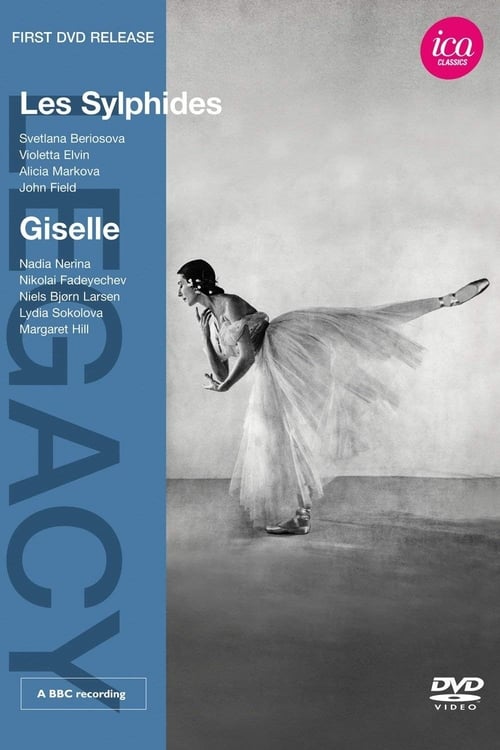 FIRST DVD RELEASE
ica
CLASSICS
Les Sylphides
Svetlana Beriosova
Violetta Elvin
Alicia Markova
John Field
Giselle
Nadia Nerina
Nikolai Fadeyechev
Niels Bjørn Larsen
Lydia Sokolova
Margaret Hill
LEGACY
A BBC recording
DVD
VIDEO